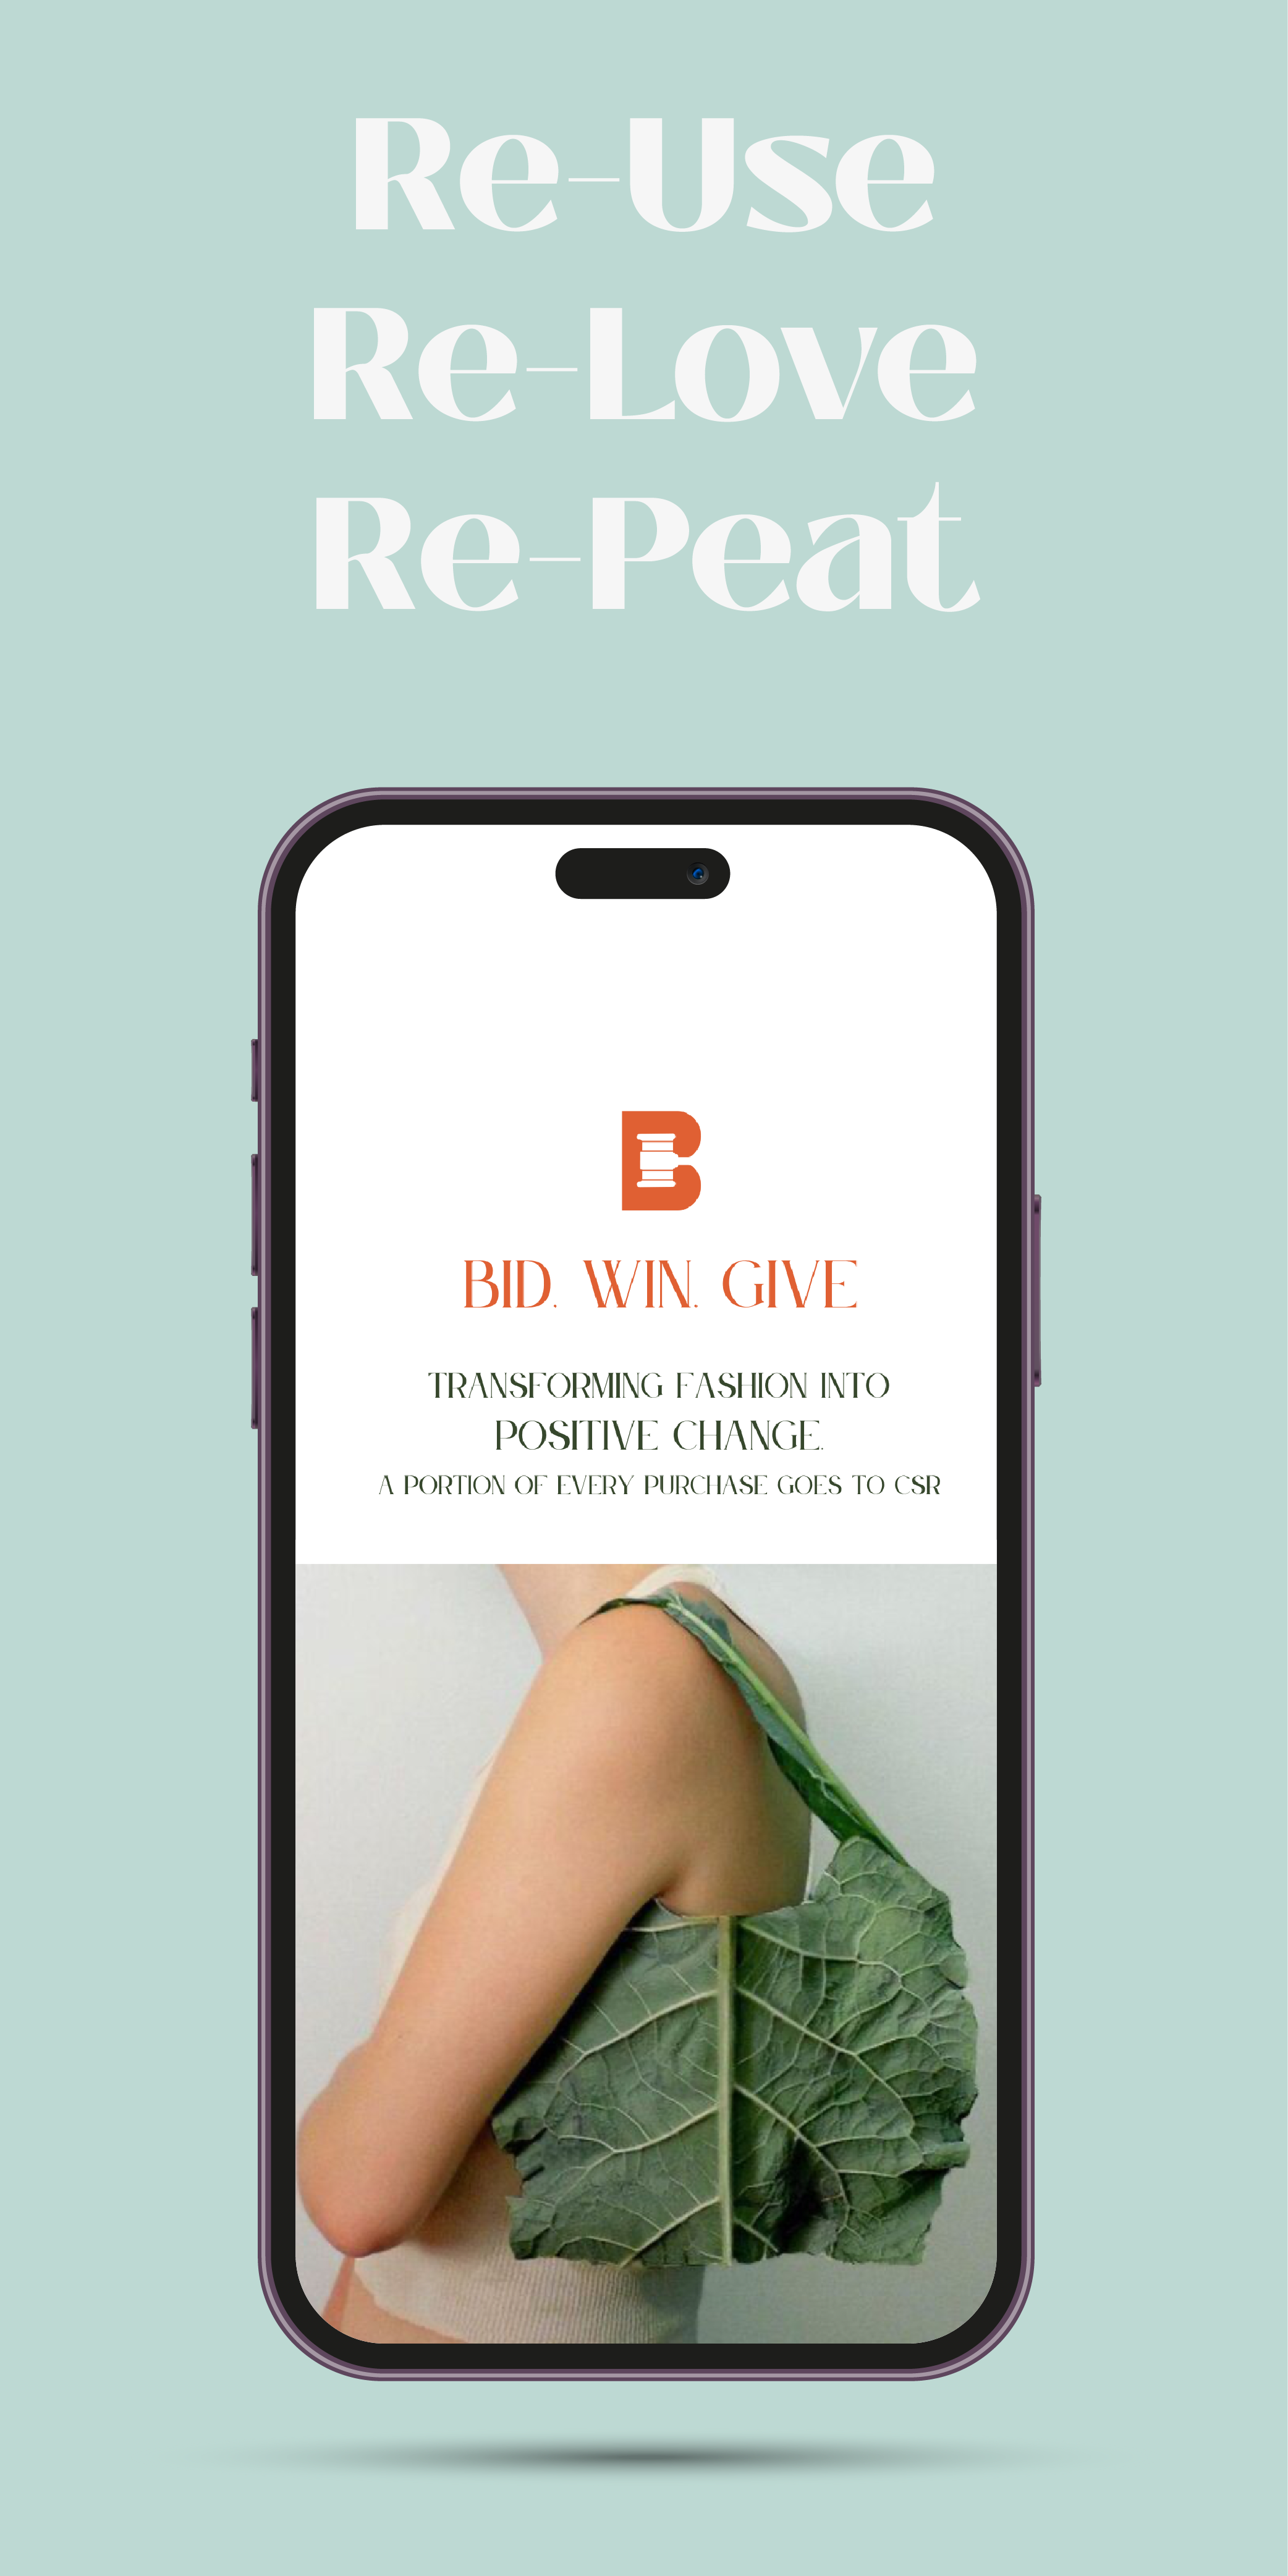 Re-Use
Re-Love
Re-Peat
B
BID. WIN. GIVE
TRANSFORMING FASHION INTO
POSITIVE CHANGE.
A PORTION OF EVERY PURCHASE GOES TO CSR